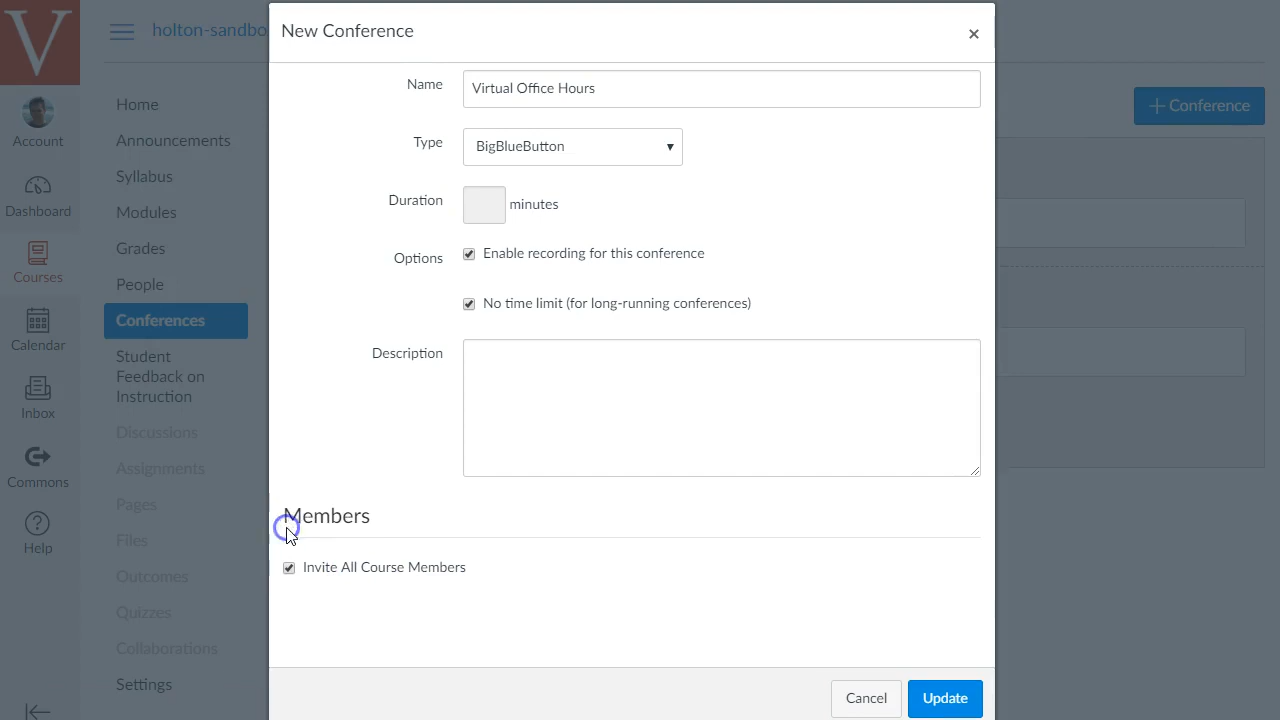 V
Account
Dashboard
Courses
Calendar
Inbox
Commons
Help
holton-sandbo
Home
Announcements
Syllabus
Modules
Grades
People
Conferences
Student
Feedback on
Instruction
Discussions
Assignments
Pages
Files
Outcomes
Quizzes
Collaborations
Settings
New Conference
×
Name
Virtual Office Hours
Type
BigBlueButton
Duration
minutes
Options
Enable recording for this conference
No time limit (for long-running conferences)
Description
Members
Invite All Course Members
Cancel
Update
+ Conference